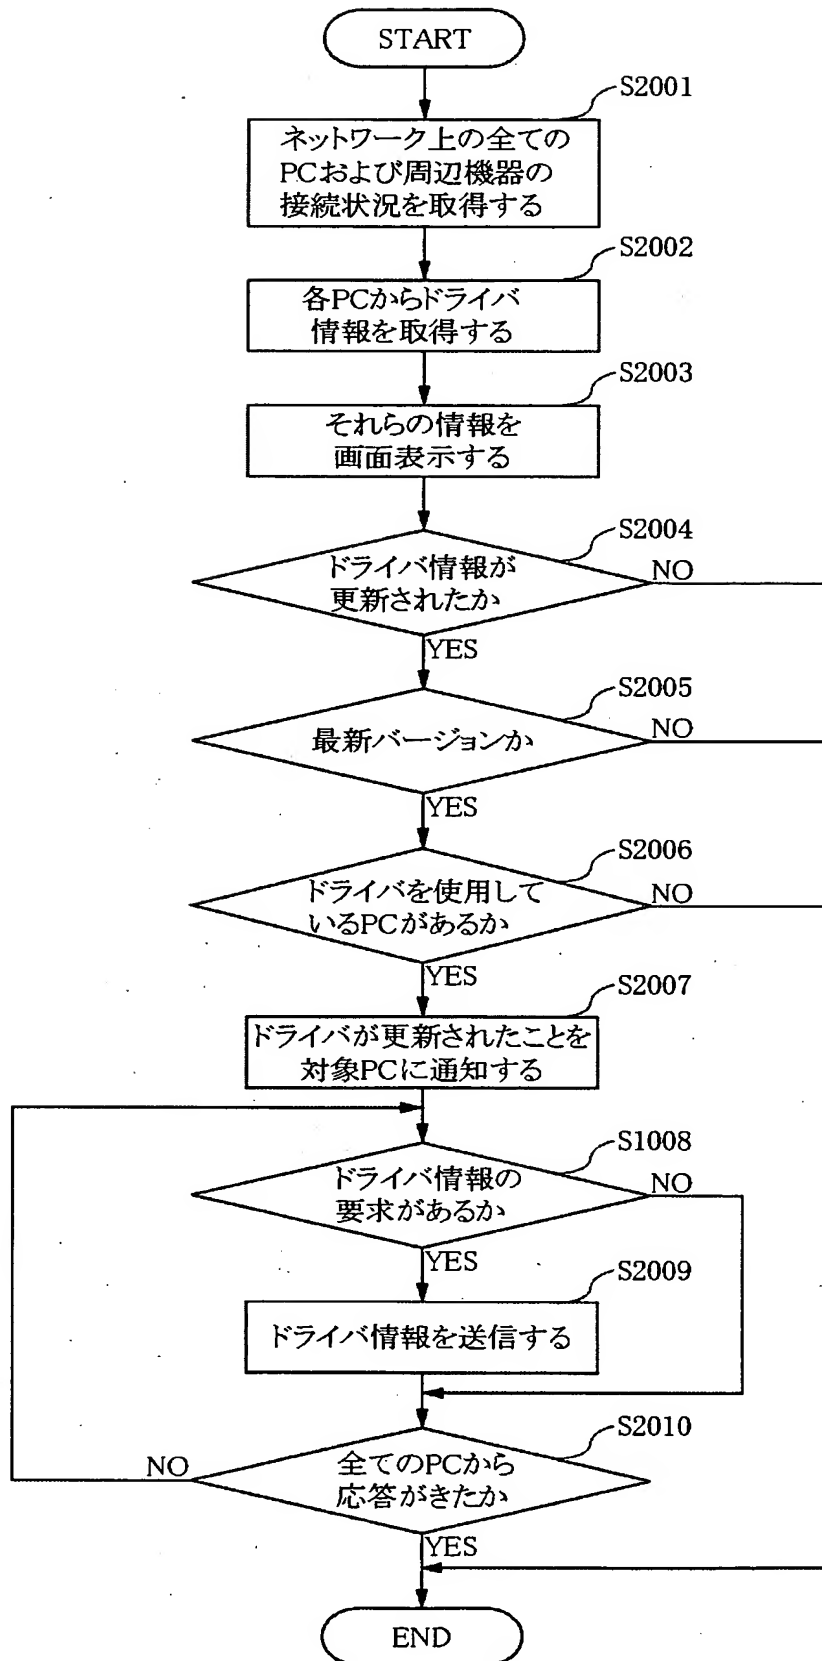 START
S2001
ネットワーク上の全ての
PCおよび周辺機器の
接続状況を取得する
S2002
各PCからドライバ
情報を取得する
S2003
それらの情報を
画面表示する
S2004
ドライバ情報が
更新されたか
NO
YES
S2005
最新バージョンか
NO
YES
S2006
ドライバを使用して
いるPCがあるか
NO
YES
S2007
ドライバが更新されたことを
対象PCに通知する
S1008
ドライバ情報の
要求があるか
NO
YES
S2009
ドライバ情報を送信する
S2010
NO
全てのPCから
応答がきたか
YES
END